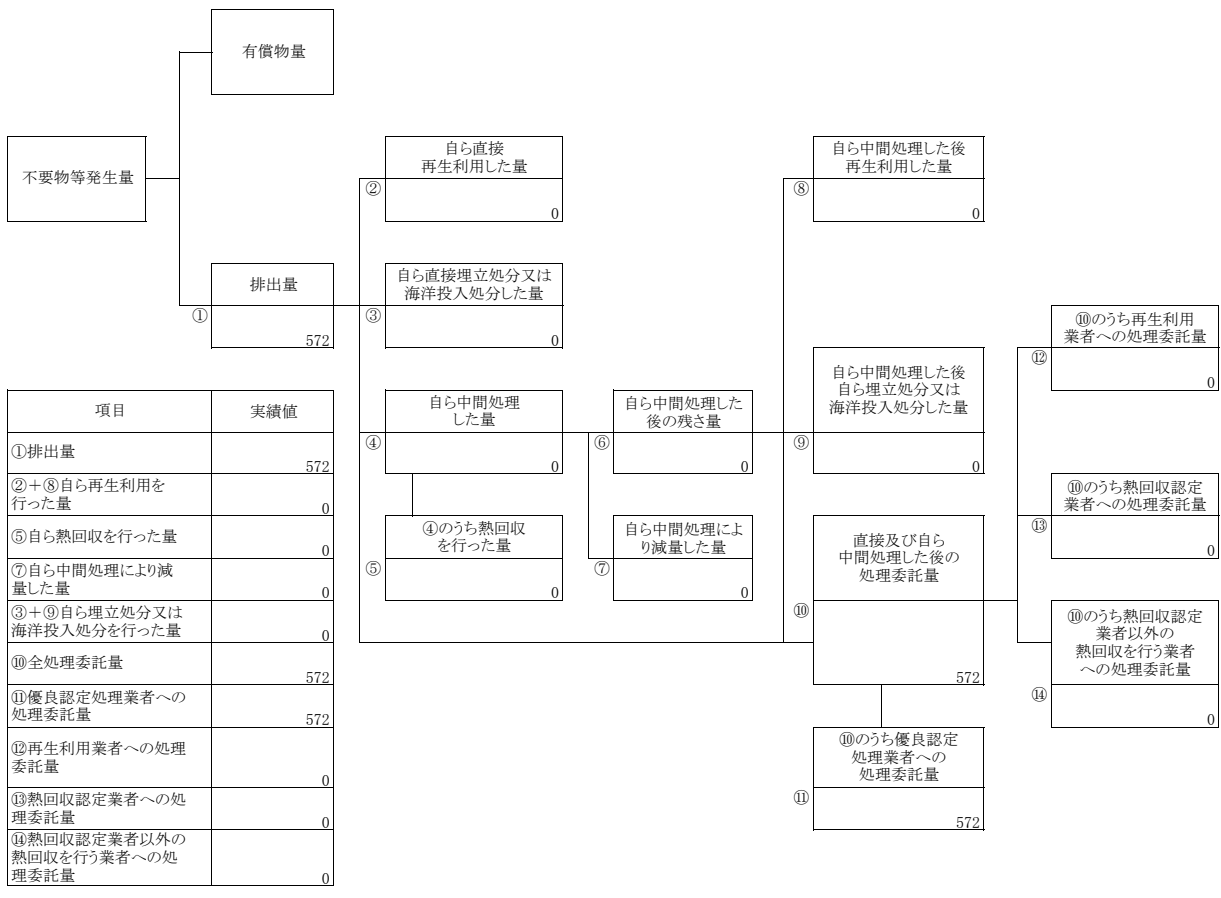 有償物量
不要物等発生量
排出量
①
572
自ら直接
再生利用した量
②
0
自ら直接埋立処分又は
海洋投入処分した量
③
0
自ら中間処理
した量
④
0
④のうち熱回収
を行った量
⑤
0
自ら中間処理した
後の残さ量
⑥
0
自ら中間処理によ
り減量した量
⑦
0
自ら中間処理した後
再生利用した量
⑧
0
自ら中間処理した後
自ら埋立処分又は
海洋投入処分した量
⑨
0
直接及び自ら
中間処理した後の
処理委託量
⑩
572
⑩のうち優良認定
処理業者への
処理委託量
⑪
572
⑩のうち再生利用
業者への処理委託量
⑫
0
⑩のうち熱回収認定
業者への処理委託量
⑬
0
⑩のうち熱回収認定
業者以外の
熱回収を行う業者
への処理委託量
⑭
0
項目 実績値
①排出量
572
②＋⑧自ら再生利用を
行った量
0
⑤自ら熱回収を行った量
0
⑦自ら中間処理により減
量した量
0
③＋⑨自ら埋立処分又は
海洋投入処分を行った量
0
⑩全処理委託量
572
⑪優良認定処理業者への
処理委託量
572
⑫再生利用業者への処理
委託量
0
⑬熱回収認定業者への処
理委託量
0
⑭熱回収認定業者以外の
熱回収を行う業者への処
理委託量
0